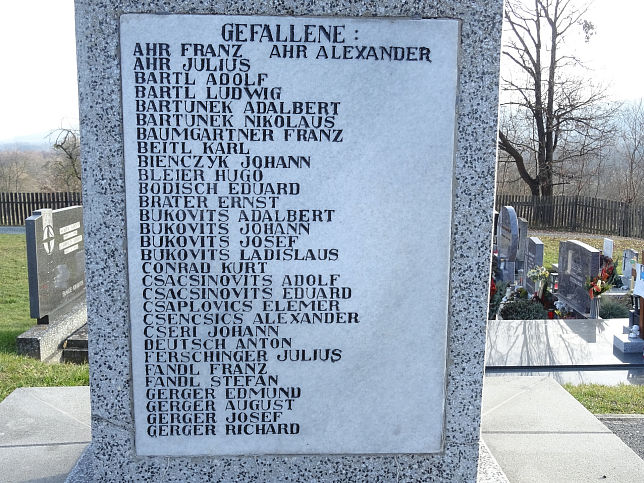 GEFALLENE:
AHR FRANZ AHR ALEXANDER
AHR JULIUS
BARTL ADOLF
BARTL LUDWIG
BARTUNEK ADALBERT
BARTUNEK NIKOLAUS
BAUMGARTNER FRANZ
BEITL KARL
BIENCZYK JOHANN
BLEIER HUGO
BODISCH EDUARD
BRATER ERNST
BUKOVITS ADALBERT
BUKOVITS JOHANN
BUKOVITS JOSEF
BUKOVITS LADISLAUS
CONRAD KURT
CSACSINOVITS ADOLF
CSACSINOVITS EDUARD
CSAPLOVICS ELEMER
CSENCSICS ALEXANDER
CSERI JOHANN
DEUTSCH ANTON
FERSCHINGER JULIUS
FANDL FRANZ
FANDL STEFAN
GERGER EDMUND
GERGER AUGUST
GERGER JOSEF
GERGER RICHARD